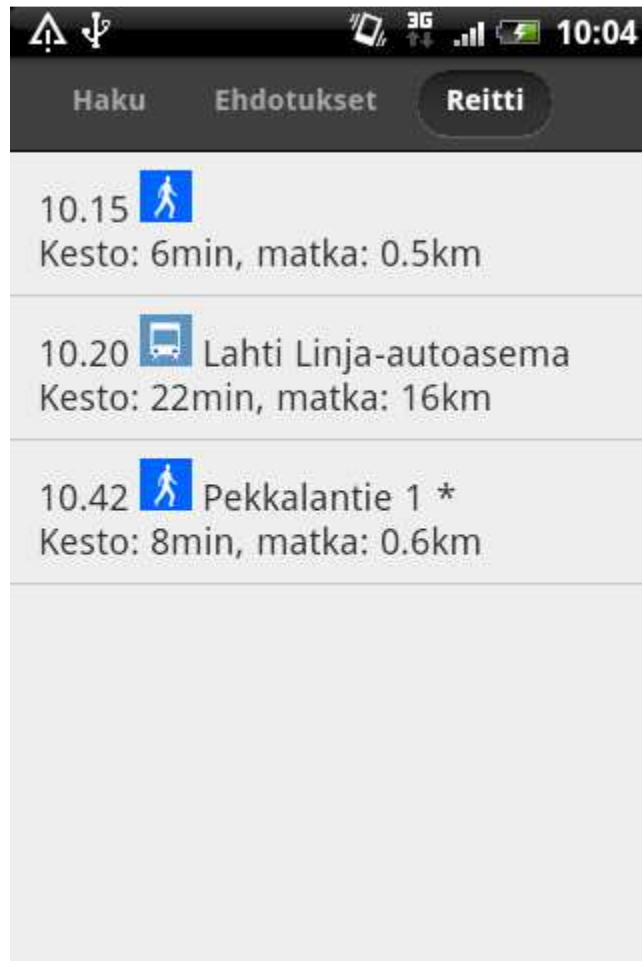 3G 10:04
Haku Ehdotukset Reitti
10.15
Kesto: 6min, matka: 0.5km
10.20 Lahti Linja-autoasema
Kesto: 22min, matka: 16km
10.42 Pekkalantie 1 *
Kesto: 8min, matka: 0.6km